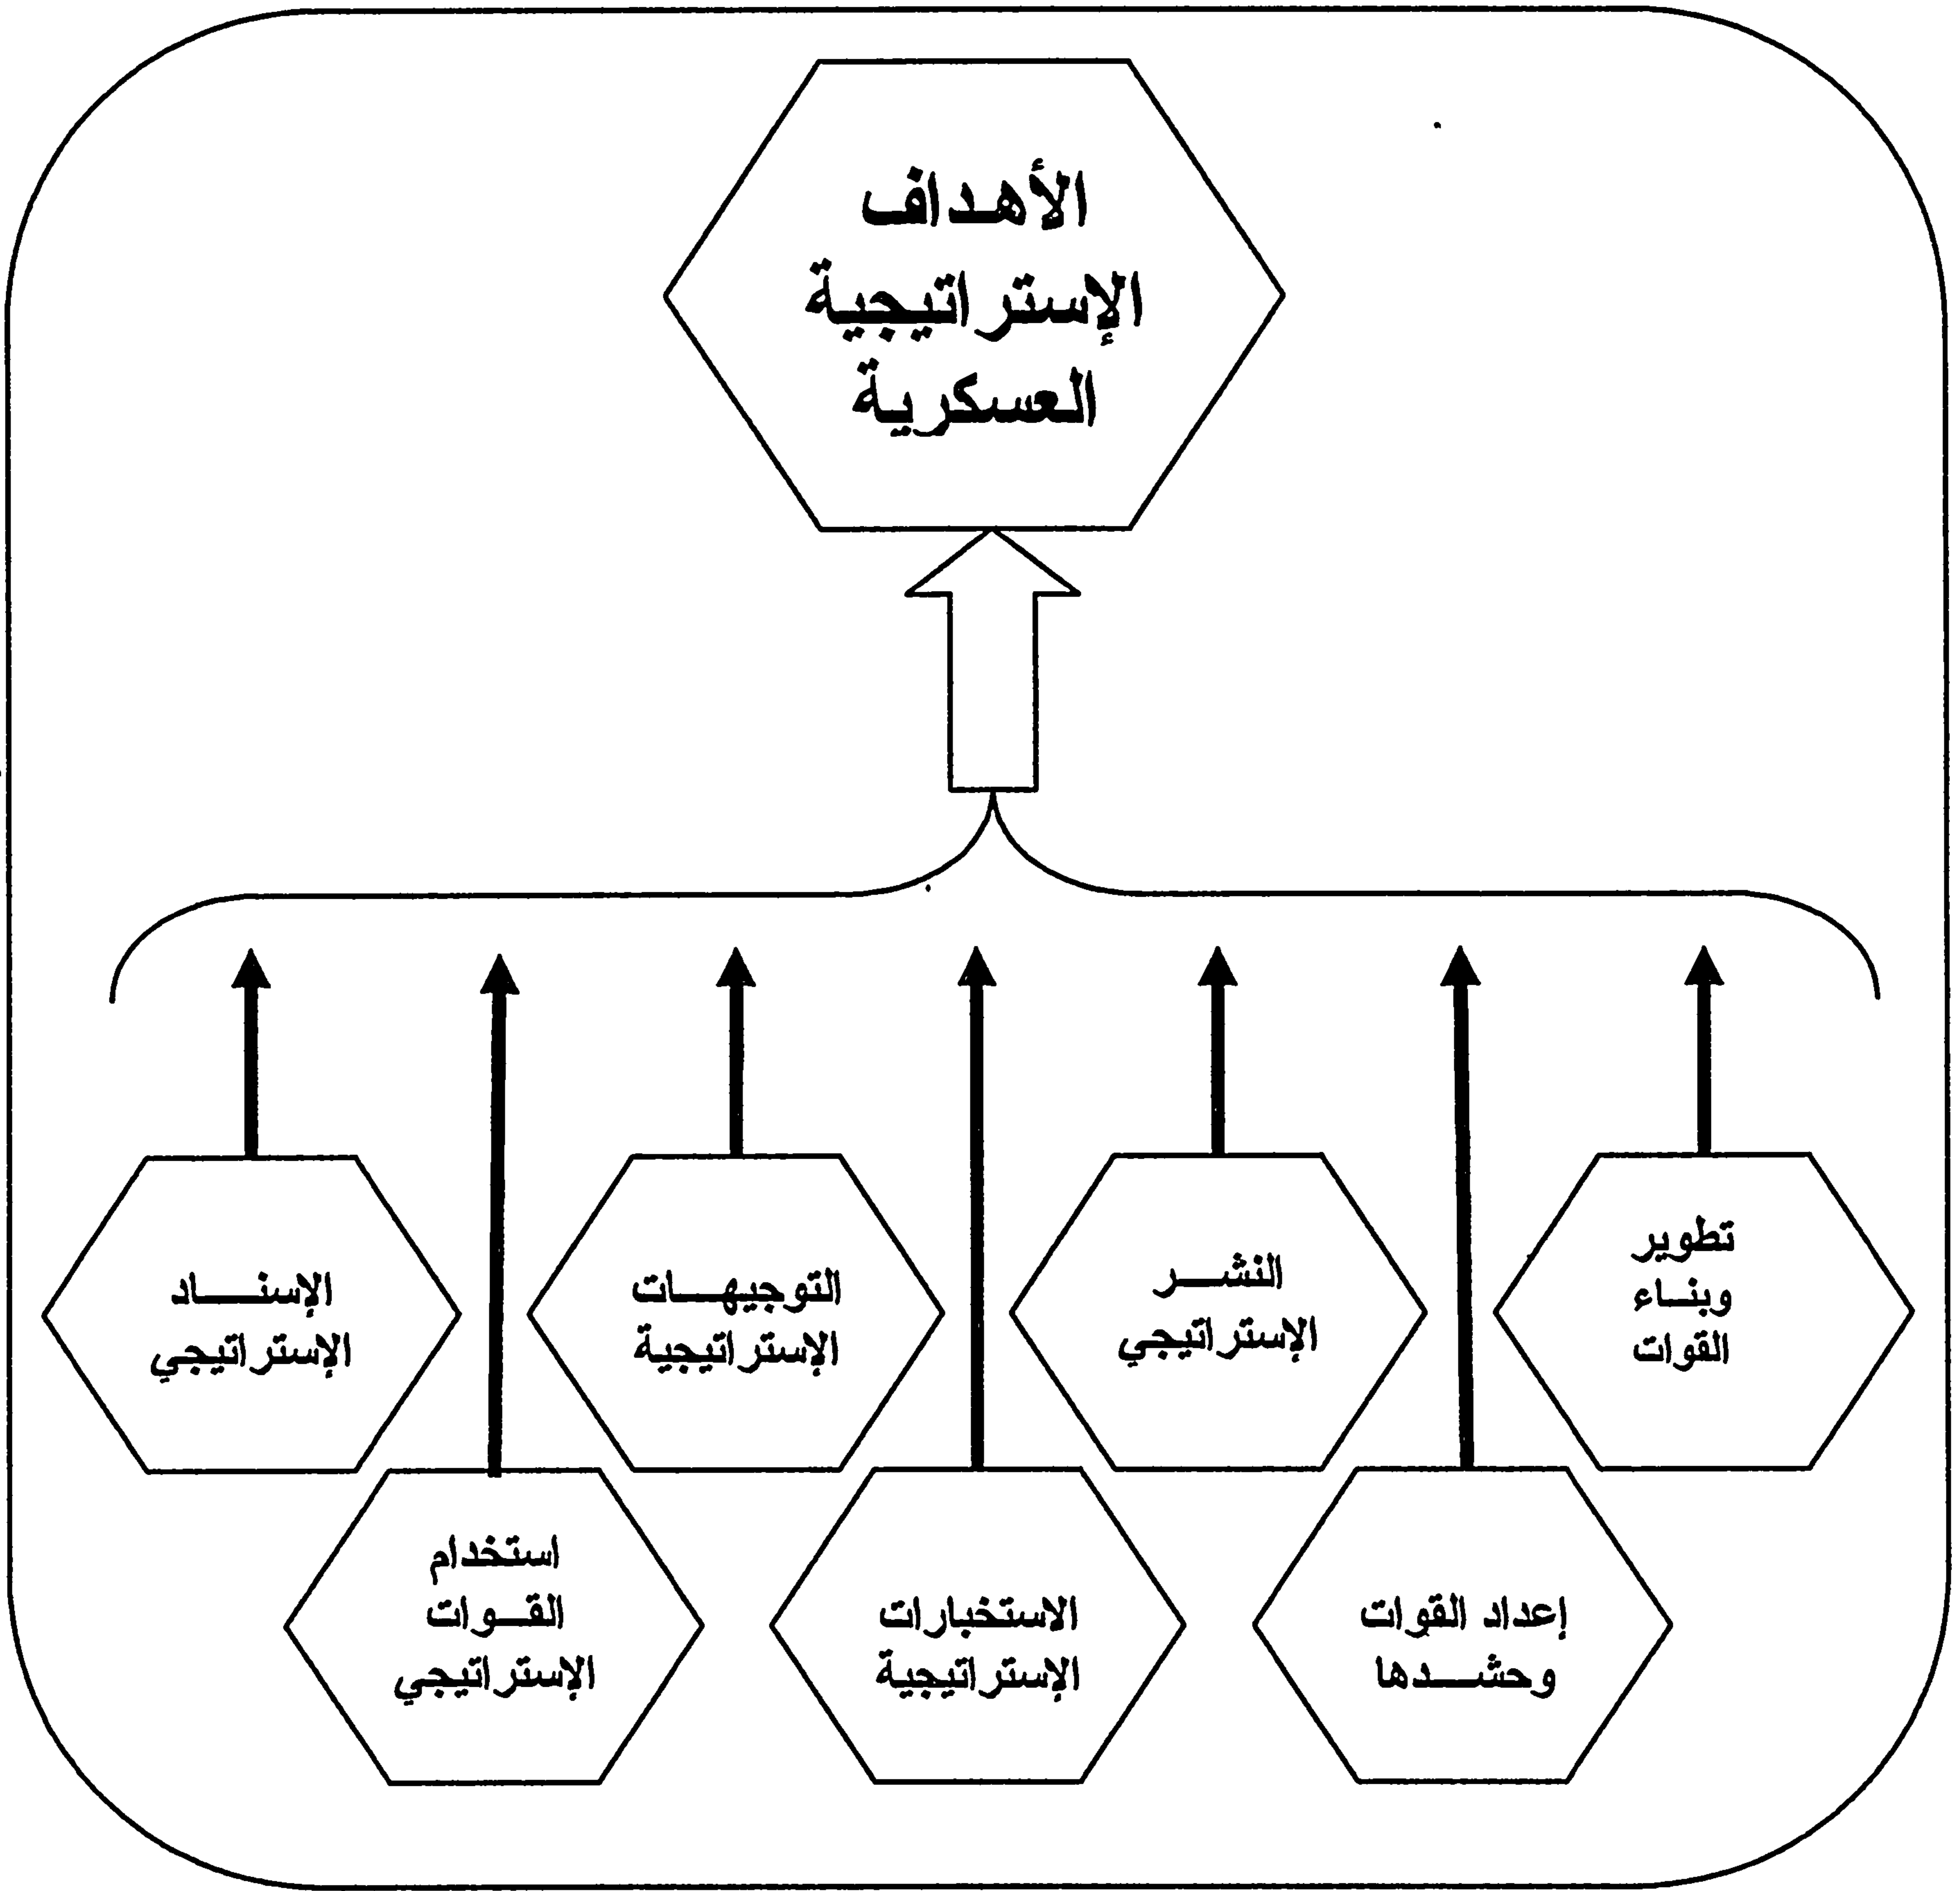 الأهداف
الإستراتيجية
العسكرية
تطوير
وبناء
القوات
النشر
الإستراتيجي
التوجيهات
الإستراتيجية
الإسناد
الإستراتيجي
إعداد القوات
وحشدها
الإستخبارات
الإستراتيجية
استخدام
القوات
الإستراتيجي